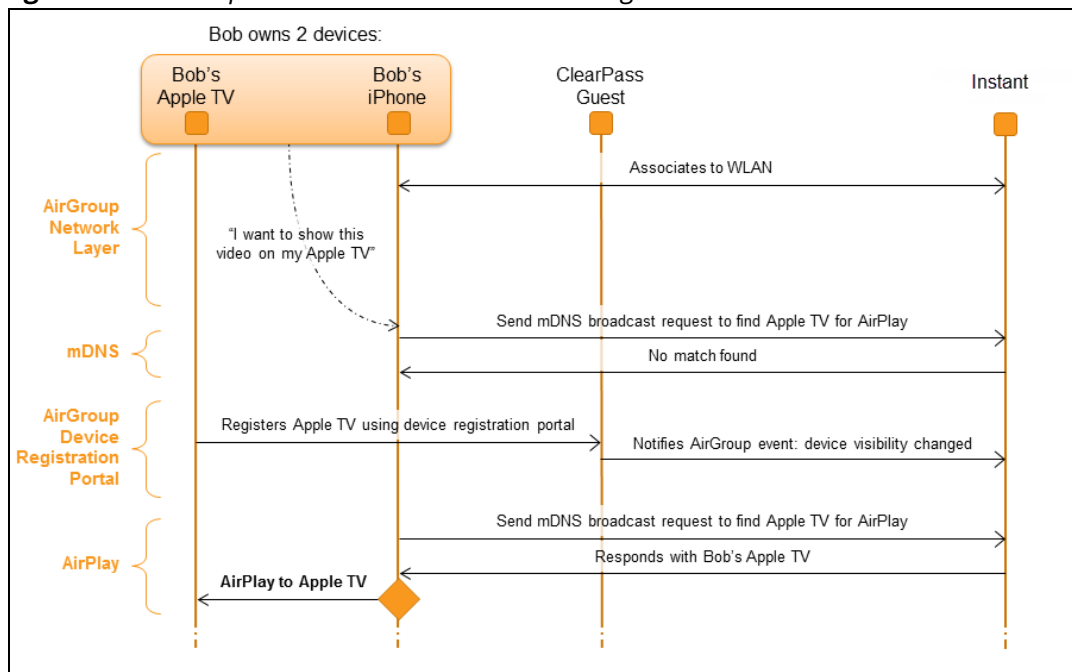 Bob owns 2 devices:
Bob's
Apple TV
Bob's
iPhone
ClearPass
Guest
Instant
AirGroup
Network
Layer
Associates to WLAN
“I want to show this
video on my Apple TV”
mDNS
Send mDNS broadcast request to find Apple TV for AirPlay
No match found
AirGroup
Device
Registration
Portal
Registers Apple TV using device registration portal
Notifies AirGroup event: device visibility changed
AirPlay
Send mDNS broadcast request to find Apple TV for AirPlay
Responds with Bob's Apple TV
AirPlay to Apple TV